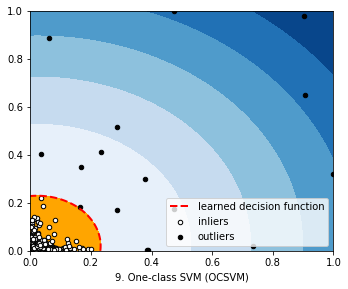 1.0
0.8
0.6
0.4
0.2
0.0
learned decision function
inliers
outliers
0.0 0.2 0.4 0.6 0.8 1.0
9. One-class SVM (OCSVM)